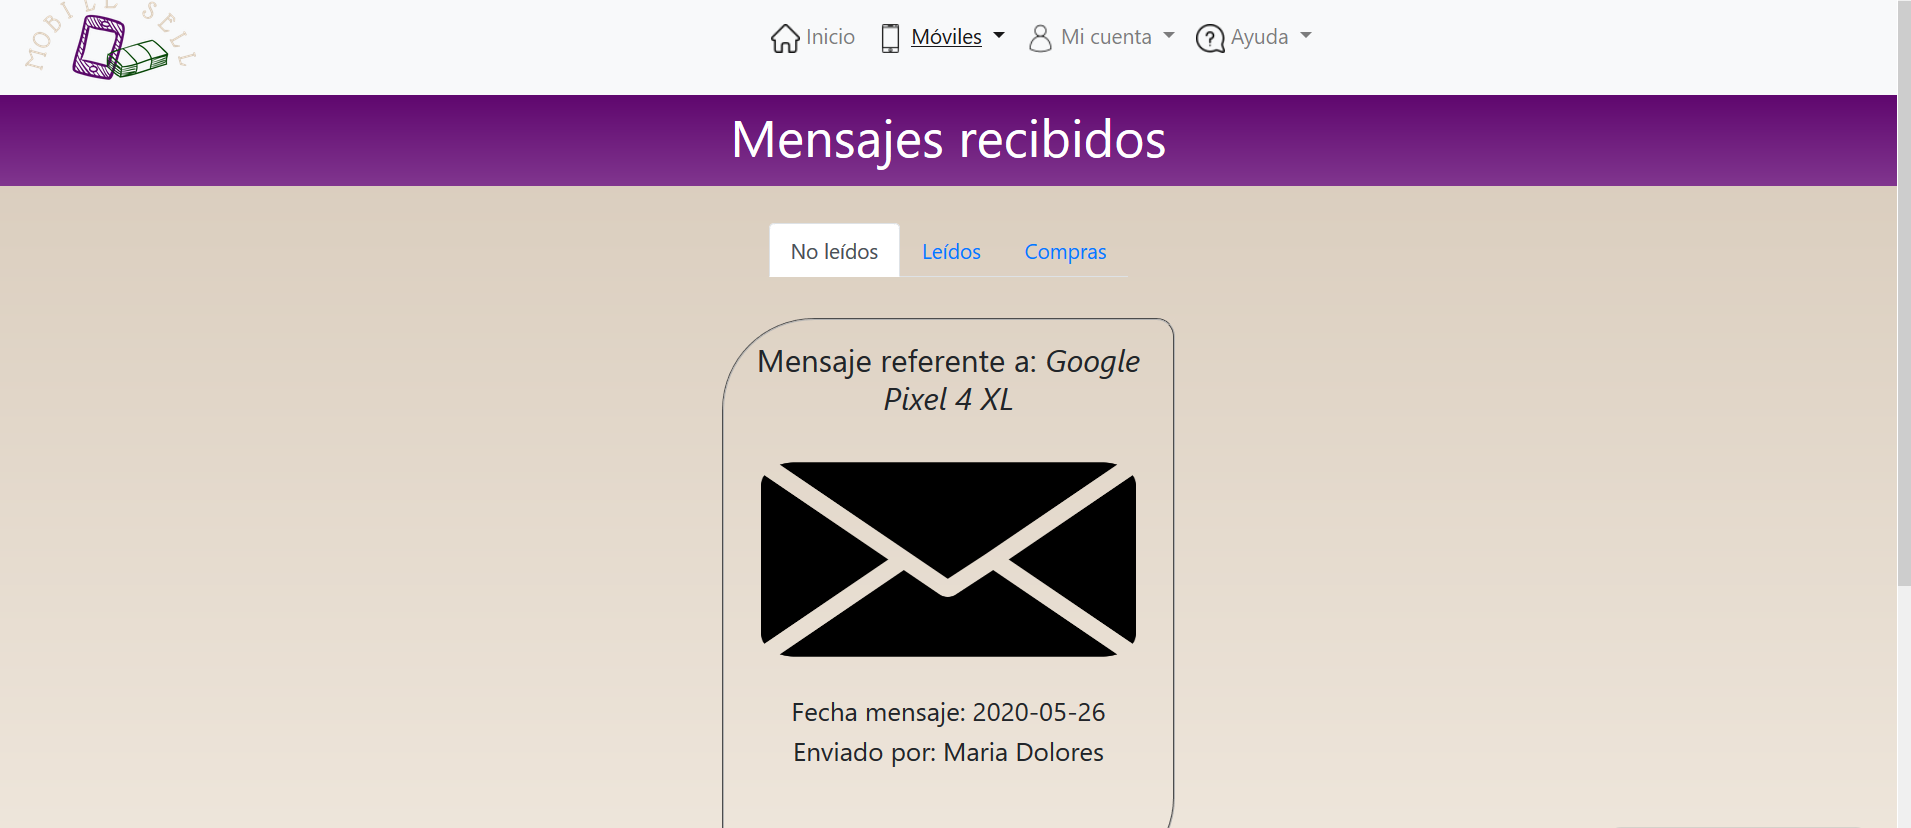 MOBILE SELL
Inicio
Móviles
Mi cuenta
Ayuda
Mensajes recibidos
No leídos
Leídos
Compras
Mensaje referente a: Google
Pixel 4 XL
Fecha mensaje: 2020-05-26
Enviado por: Maria Dolores